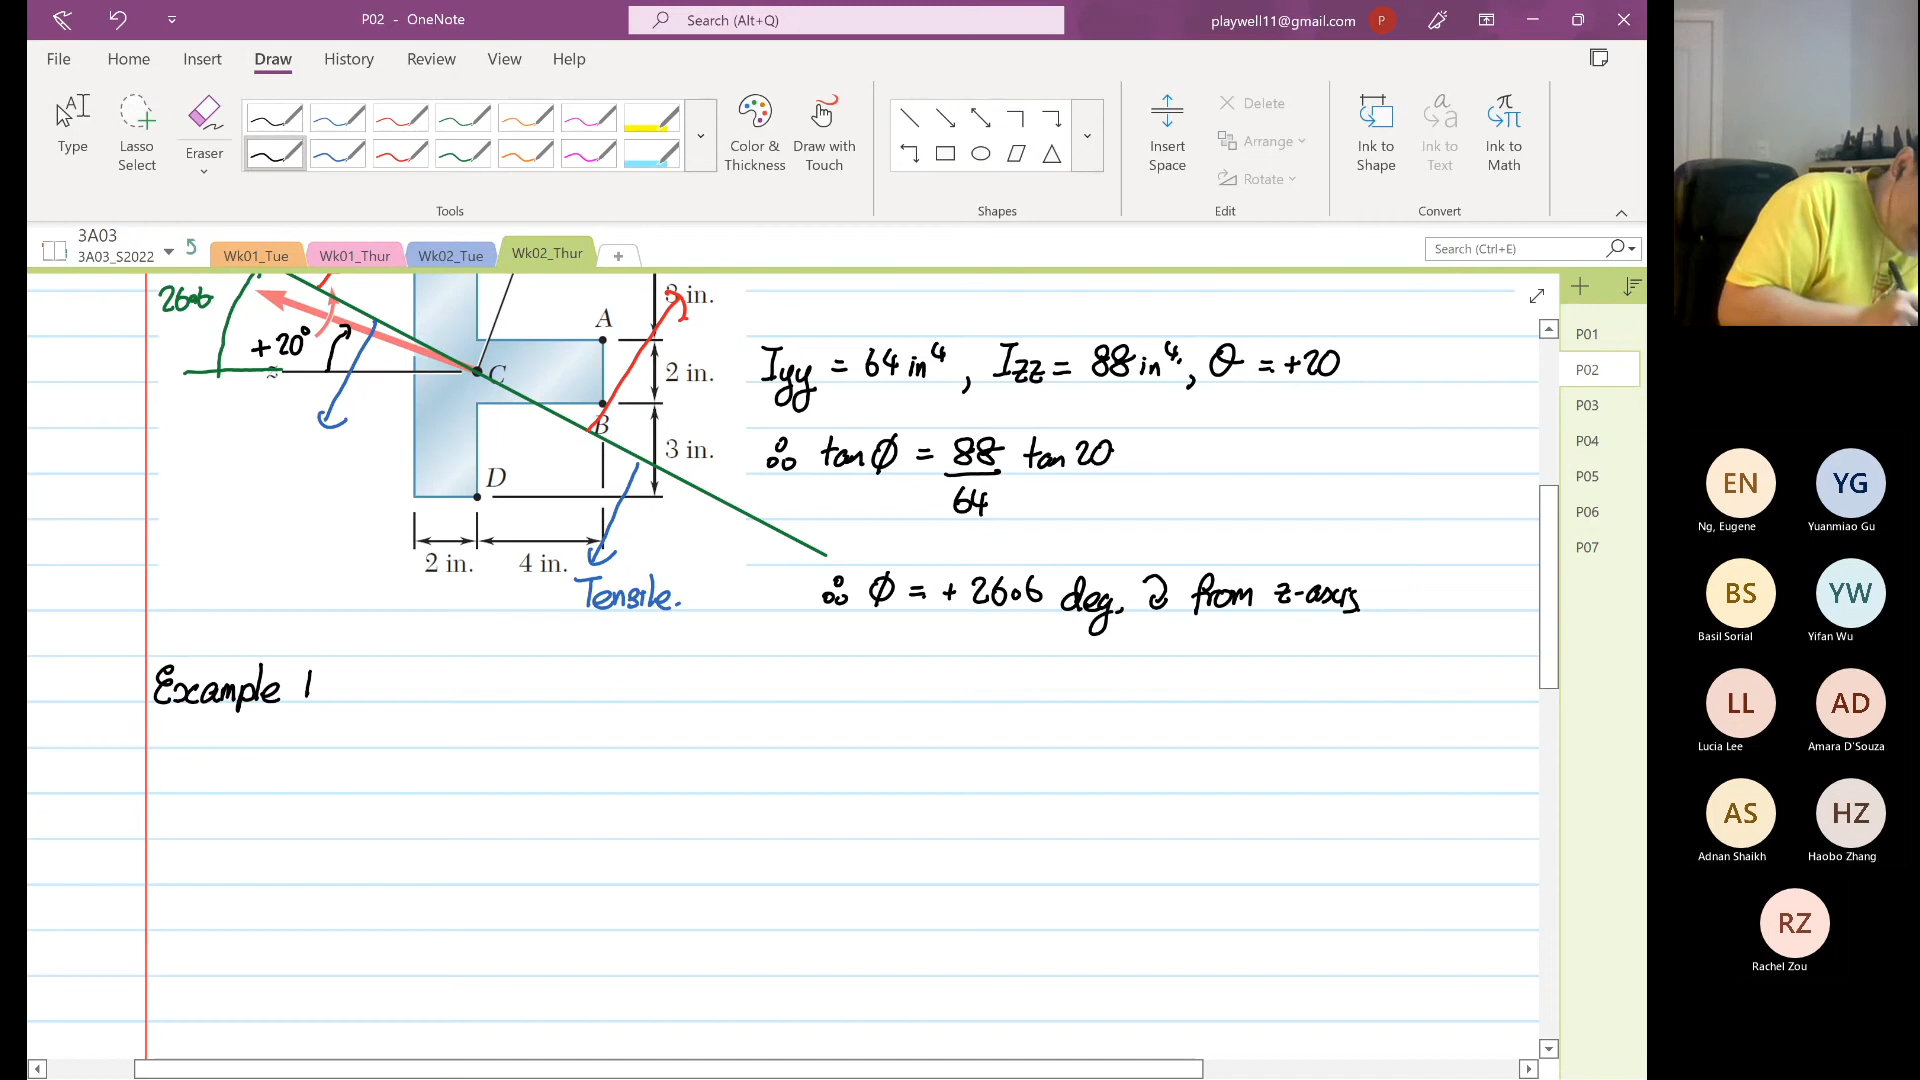 P02 - OneNote
Search (Alt+Q)
playwell11@gmail.com
P
File Home Insert Draw History Review View Help
Type
Lasso Select
Eraser
Color & Thickness
Draw with Touch
Insert Space
Delete
Arrange
Rotate
Ink to Shape
Ink to Text
Ink to Math
Tools
Shapes
Edit
Convert
3A03
3A03_S2022
Wk01_Tue
Wk01_Thur
Wk02_Tue
Wk02_Thur
Search (Ctrl+E)
P01
P02
P03
P04
P05
P06
P07
26.6
+20°
z
3 in.
A
C
2 in.
B
3 in.
D
2 in.
4 in.
Tensile.
Iyy = 64 in⁴, Izz = 88 in⁴, θ = +20
∴ tan φ = 88/64 tan 20
∴ φ = + 26.6 deg. ↻ from z-axis
Example 1
EN
Ng, Eugene
YG
Yuanmiao Gu
BS
Basil Sorial
YW
Yifan Wu
LL
Lucia Lee
AD
Amara D'Souza
AS
Adnan Shaikh
HZ
Haobo Zhang
RZ
Rachel Zou